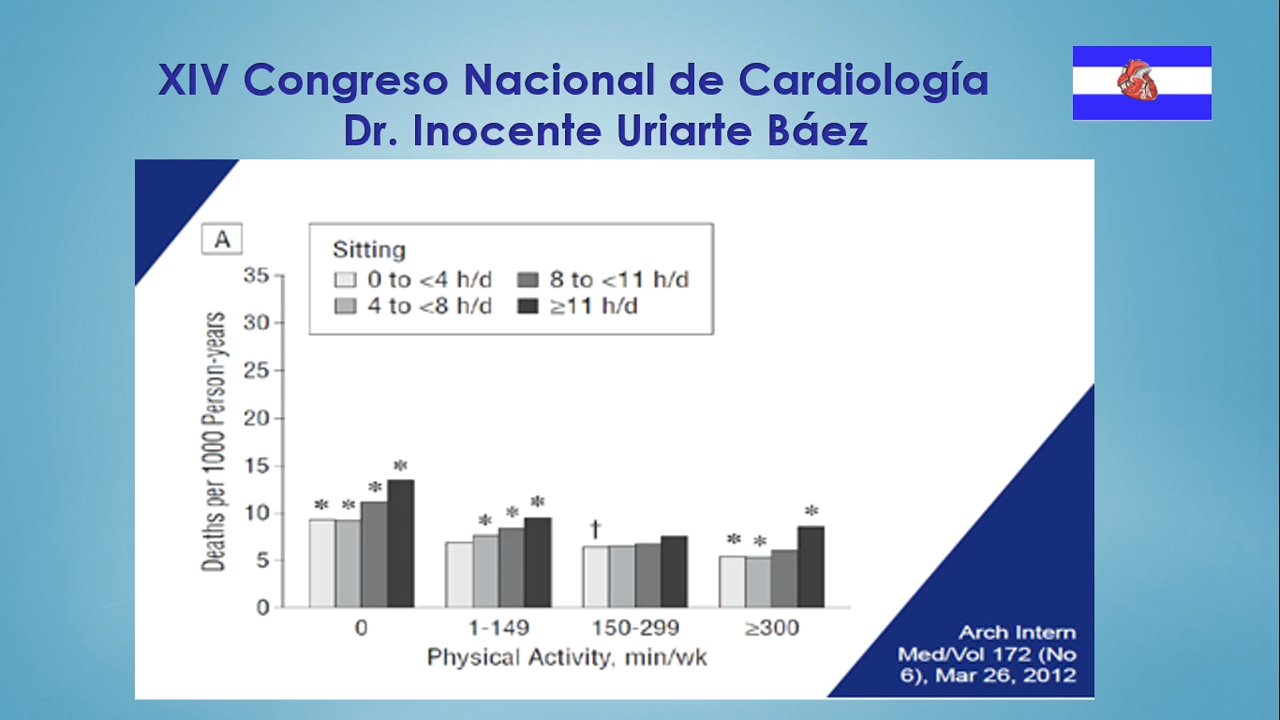 XIV Congreso Nacional de Cardiología
Dr. Inocente Uriarte Báez
A
Sitting
0 to <4 h/d
8 to <11 h/d
4 to <8 h/d
≥11 h/d
Deaths per 1000 Person-years
35
30
25
20
15
10
5
0
* * * *
* * *
†
* * *
0 1-149 150-299 ≥300
Physical Activity, min/wk
Arch Intern
Med/Vol 172 (No
6), Mar 26, 2012